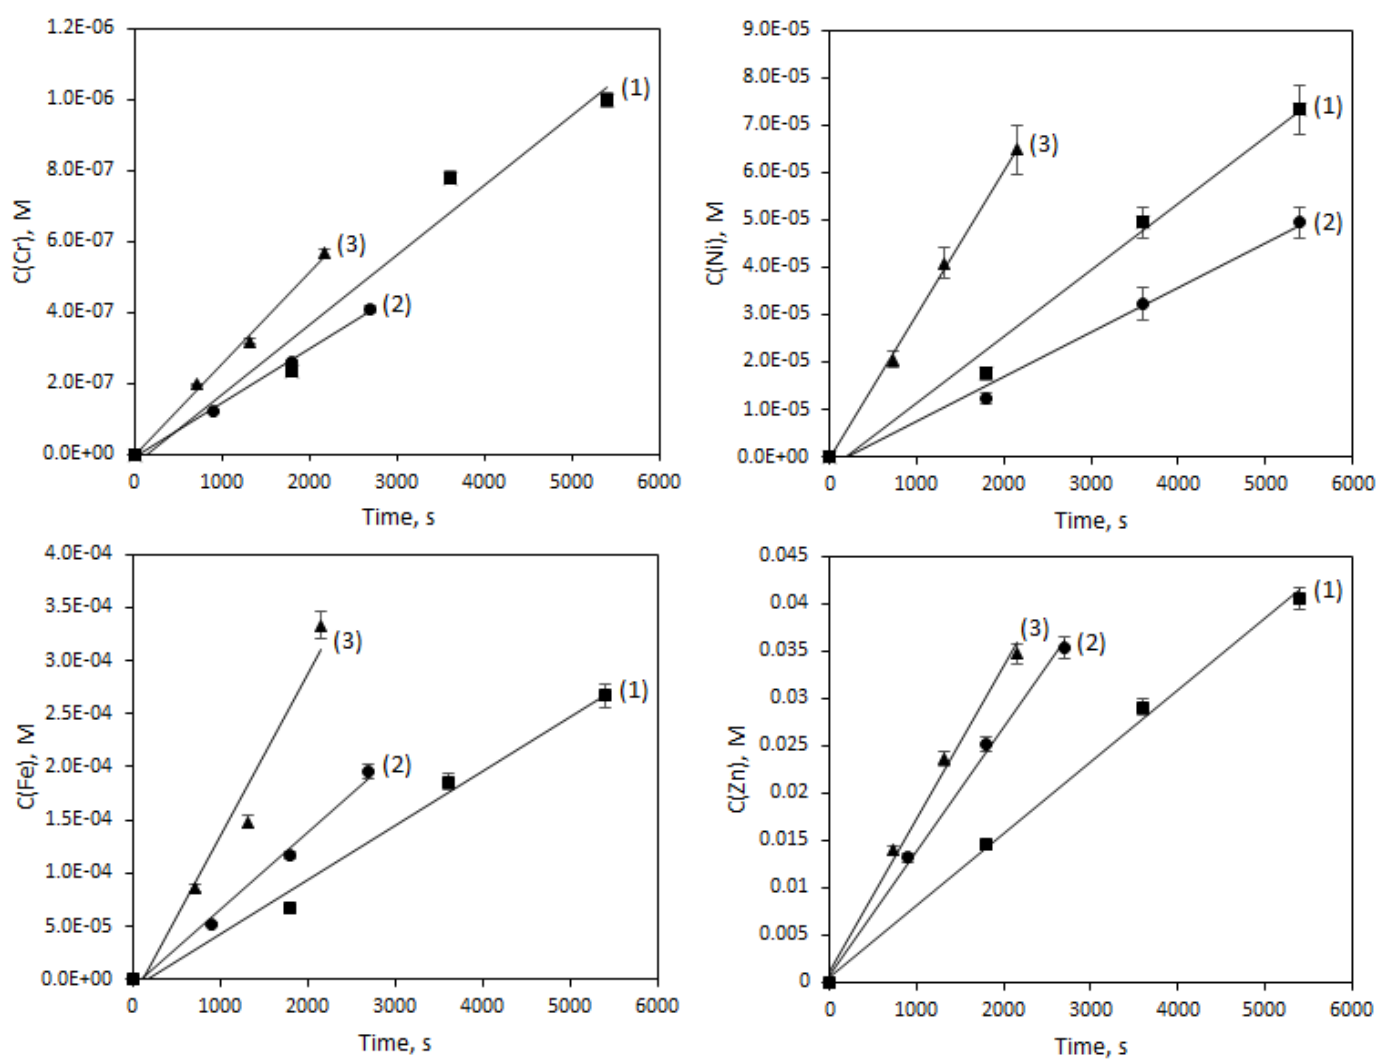 1.2E-06
1.0E-06
8.0E-07
6.0E-07
4.0E-07
2.0E-07
0.0E+00
C(Cr), M
(1)
(3)
(2)
0 1000 2000 3000 4000 5000 6000
Time, s
9.0E-05
8.0E-05
7.0E-05
6.0E-05
5.0E-05
4.0E-05
3.0E-05
2.0E-05
1.0E-05
0.0E+00
C(Ni), M
(1)
(3)
(2)
0 1000 2000 3000 4000 5000 6000
Time, s
4.0E-04
3.5E-04
3.0E-04
2.5E-04
2.0E-04
1.5E-04
1.0E-04
5.0E-05
0.0E+00
C(Fe), M
(3)
(1)
(2)
0 1000 2000 3000 4000 5000 6000
Time, s
0.045
0.04
0.035
0.03
0.025
0.02
0.015
0.01
0.005
0
C(Zn), M
(1)
(3)
(2)
0 1000 2000 3000 4000 5000 6000
Time, s